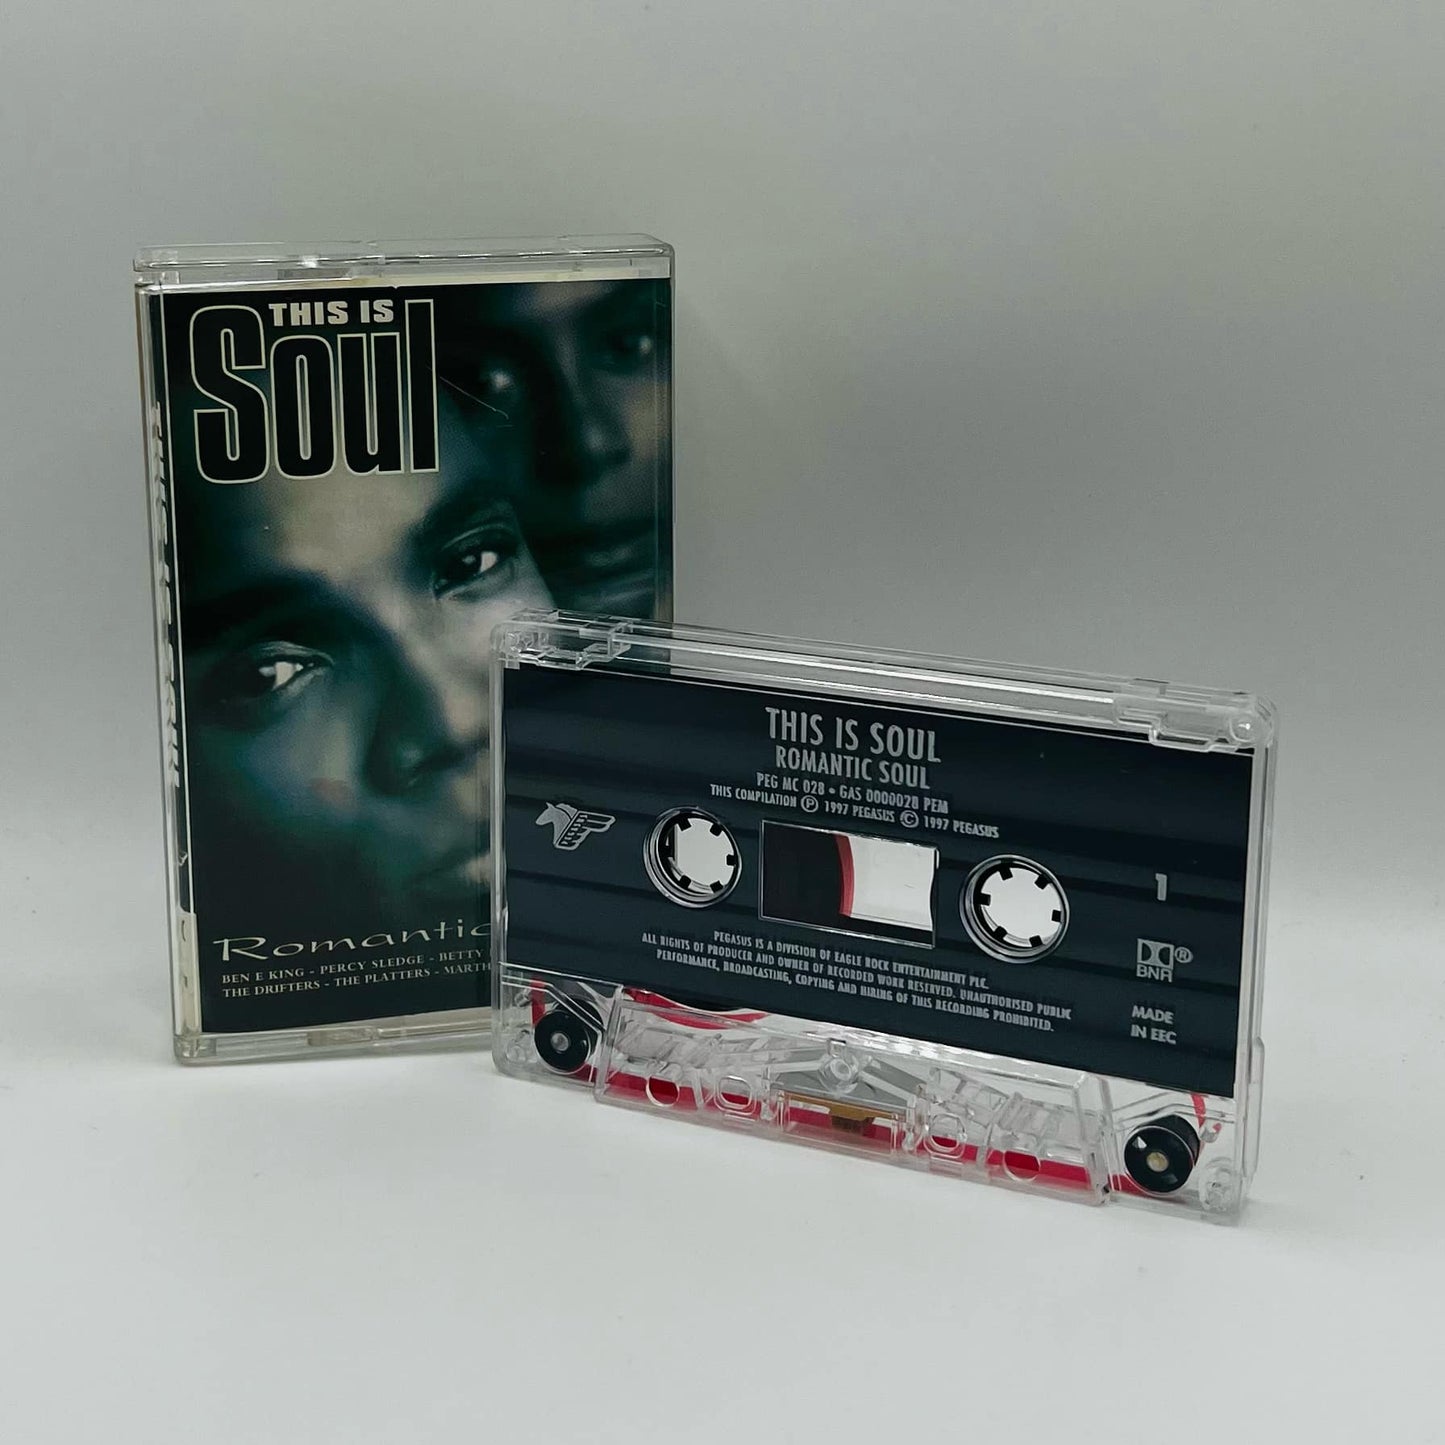 THIS IS
Soul
Romantic
BEN E KING - PERCY SLEDGE - BETTY
THE DRIFTERS - THE PLATTERS - MARTH
THIS IS SOUL
ROMANTIC SOUL
PEG MC 028 • GAS 0000028 PEM
THIS COMPILATION Ⓟ 1997 PEGASUS © 1997 PEGASUS
1
PEGASUS IS A DIVISION OF EAGLE ROCK ENTERTAINMENT PLC.
ALL RIGHTS OF PRODUCER AND OWNER OF RECORDED WORK RESERVED. UNAUTHORISED PUBLIC
PERFORMANCE, BROADCASTING, COPYING AND HIRING OF THIS RECORDING PROHIBITED.
®
BNR
MADE
IN EEC